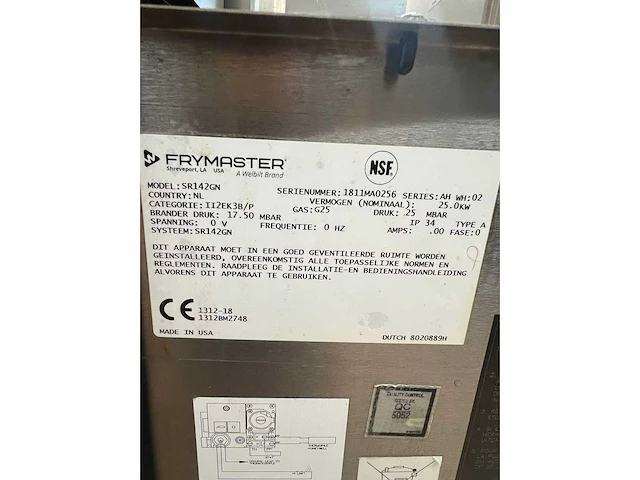 FRYMASTER
Shreveport, LA USA
A Welbilt Brand
NSF
MODEL: SR142GN
SERIENUMMER: 1811MA0256 SERIES: AH WH: 02
COUNTRY: NL
VERMOGEN (NOMINAAL): 25.0KW
CATEGORIE: II2EK3B/P
GAS: G25 DRUK: 25 MBAR
BRANDER DRUK: 17.50 MBAR
IP 34 TYPE A
SPANNING: 0 V FREQUENTIE: 0 HZ AMPS: .00 FASE: 0
SYSTEEM: SR142GN
DIT APPARAAT MOET IN EEN GOED GEVENTILEERDE RUIMTE WORDEN
GEINSTALLEERD, OVEREENKOMSTIG ALLE TOEPASSELIJKE NORMEN EN
REGLEMENTEN. RAADPLEEG DE INSTALLATIE-EN BEDIENINGSHANDLEIDING
ALVORENS DIT APPARAAT TE GEBRUIKEN.
CE 1312-18
1312BM2748
MADE IN USA
DUTCH 8020889H
QUALITY CONTROL
QC
5052